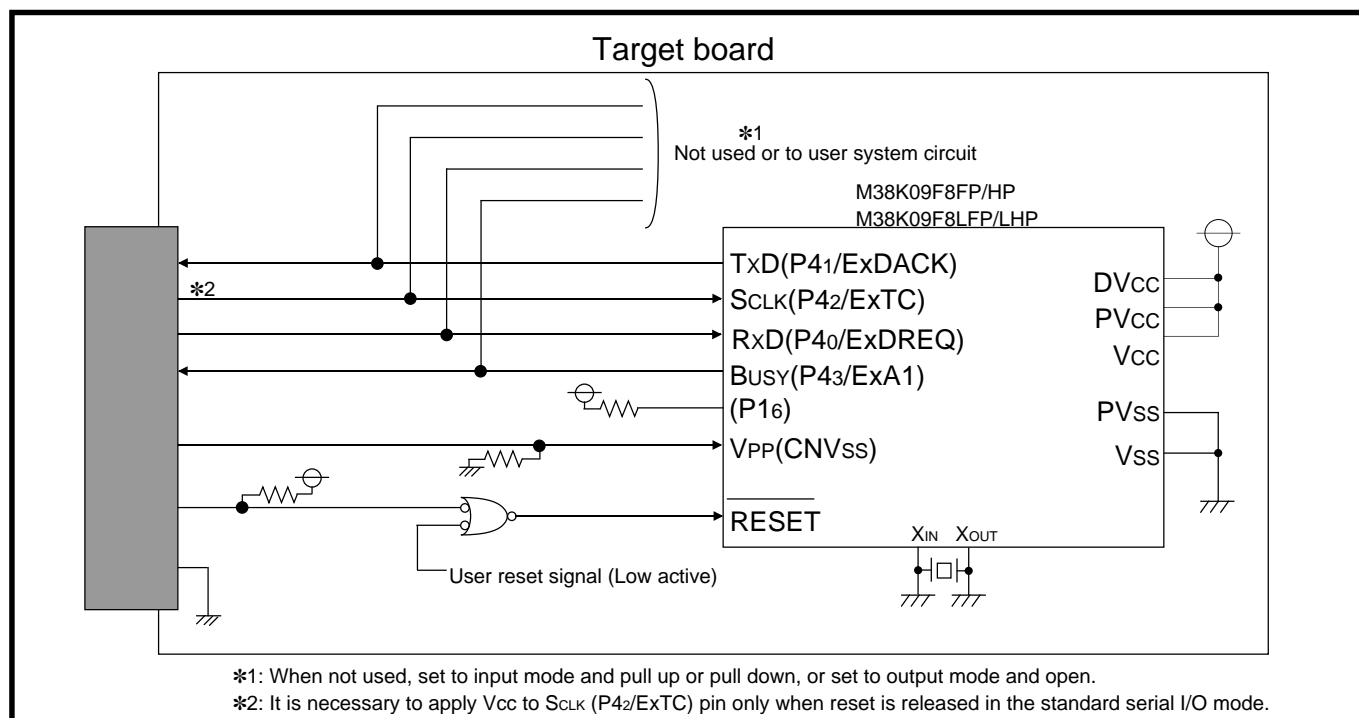 Target board
✽1
Not used or to user system circuit
M38K09F8FP/HP
M38K09F8LFP/LHP
TXD(P41/ExDACK)
✽2
SCLK(P42/ExTC)
RXD(P40/ExDREQ)
BUSY(P43/ExA1)
(P16)
VPP(CNVSS)
RESET
DVCC
PVCC
VCC
PVSS
VSS
XIN XOUT
User reset signal (Low active)
✽1: When not used, set to input mode and pull up or pull down, or set to output mode and open.
✽2: It is necessary to apply Vcc to SCLK (P42/ExTC) pin only when reset is released in the standard serial I/O mode.